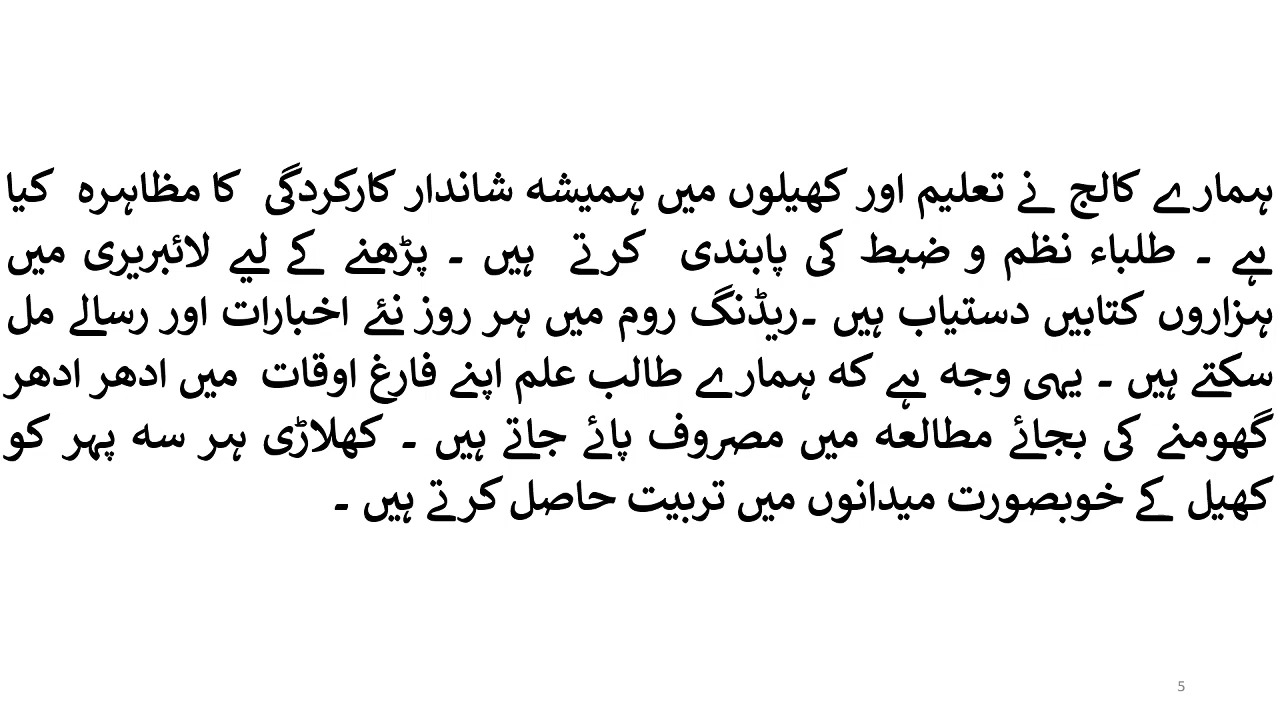 ہمارے کالج نے تعلیم اور کھیلوں میں ہمیشہ شاندار کارکردگی کا مظاہرہ کیا
ہے ۔ طلباء نظم و ضبط کی پابندی کرتے ہیں ۔ پڑھنے کے لیے لائبریری میں
ہزاروں کتابیں دستیاب ہیں ۔ریڈنگ روم میں ہر روز نئے اخبارات اور رسالے مل
سکتے ہیں ۔ یہی وجہ ہے کہ ہمارے طالب علم اپنے فارغ اوقات میں ادھر ادھر
گھومنے کی بجائے مطالعہ میں مصروف پائے جاتے ہیں ۔ کھلاڑی ہر سہ پہر کو
کھیل کے خوبصورت میدانوں میں تربیت حاصل کرتے ہیں ۔
5